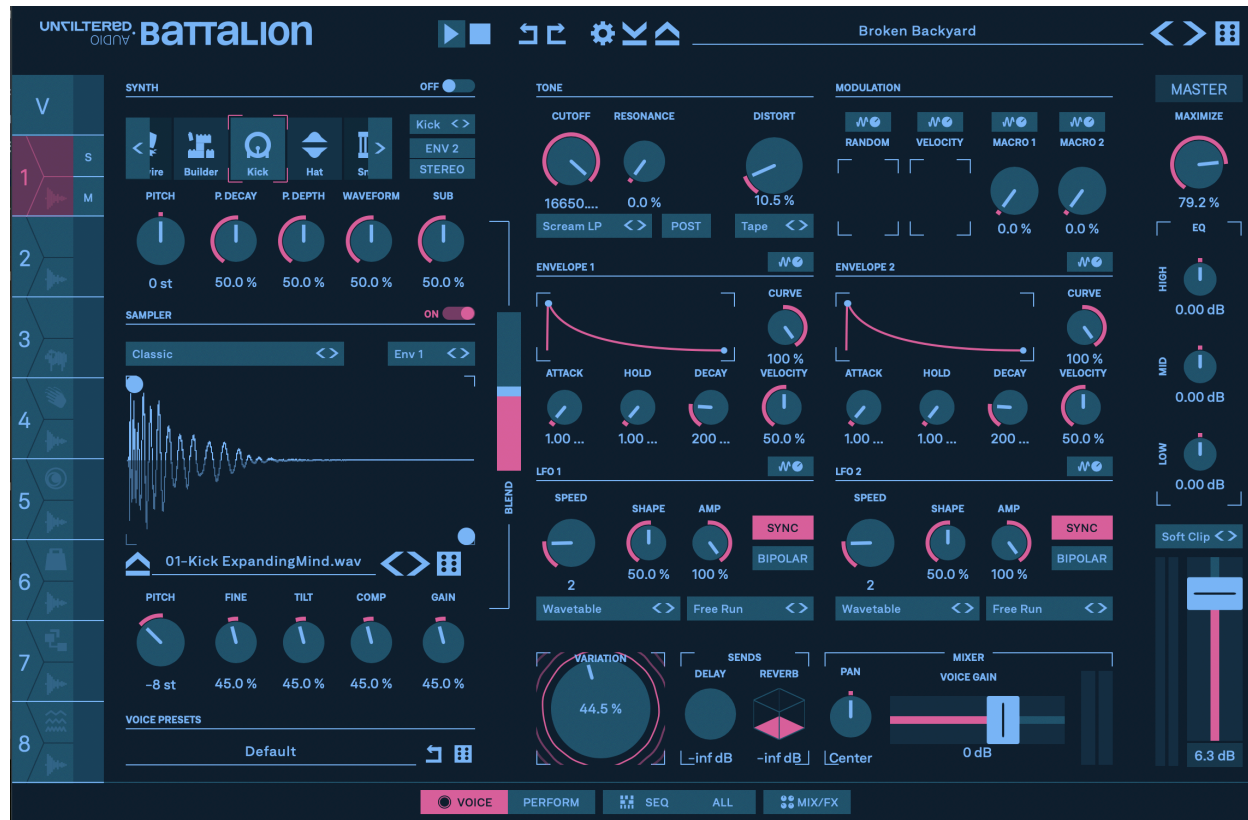 UNFILTERED AUDIO. BATTALION
Broken Backyard
V
1
S
M
2
3
4
5
6
7
8
SYNTH
OFF
Builder
Kick
Hat
Kick
ENV 2
STEREO
PITCH P. DECAY P. DEPTH WAVEFORM SUB
0 st 50.0 % 50.0 % 50.0 % 50.0 %
SAMPLER
ON
Classic
Env 1
BLEND
01-Kick ExpandingMind.wav
PITCH FINE TILT COMP GAIN
-8 st 45.0 % 45.0 % 45.0 % 45.0 %
VOICE PRESETS
Default
TONE
CUTOFF RESONANCE DISTORT
16650.... 0.0 % 10.5 %
Scream LP POST Tape
MODULATION
RANDOM VELOCITY MACRO 1 MACRO 2
0.0 % 0.0 %
ENVELOPE 1
CURVE
100 %
ATTACK HOLD DECAY VELOCITY
1.00 ... 1.00 ... 200 ... 50.0 %
ENVELOPE 2
CURVE
100 %
ATTACK HOLD DECAY VELOCITY
1.00 ... 1.00 ... 200 ... 50.0 %
LFO 1
SPEED SHAPE AMP SYNC
BIPOLAR
2 50.0 % 100 %
Wavetable Free Run
LFO 2
SPEED SHAPE AMP SYNC
BIPOLAR
2 50.0 % 100 %
Wavetable Free Run
VARIATION
44.5 %
SENDS
DELAY REVERB
-inf dB -inf dB
MIXER
PAN VOICE GAIN
Center 0 dB
MASTER
MAXIMIZE
79.2 %
EQ
HIGH
0.00 dB
MID
0.00 dB
LOW
0.00 dB
Soft Clip
6.3 dB
VOICE PERFORM SEQ ALL MIX/FX